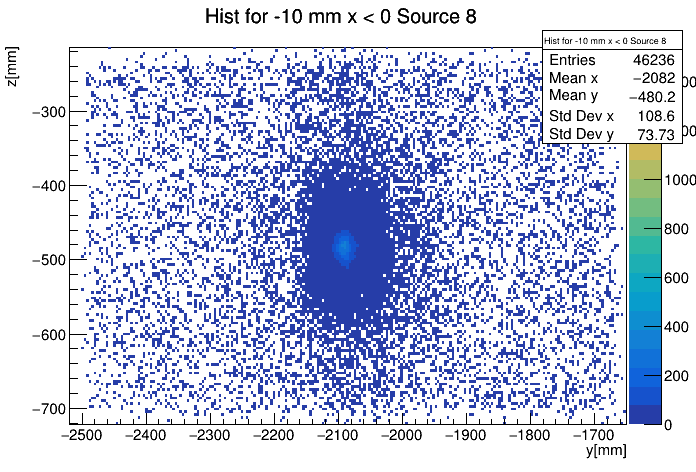 Hist for -10 mm x < 0 Source 8
z[mm]
Hist for -10 mm x < 0 Source 8
Entries 46236
Mean x −2082
Mean y −480.2
Std Dev x 108.6
Std Dev y 73.73
−300
−400
−500
−600
−700
1000
800
600
400
200
0
−2500 −2400 −2300 −2200 −2100 −2000 −1900 −1800 −1700
y[mm]